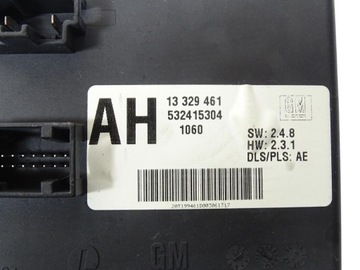 AH
13 329 461
532415304
1060
GM
SW: 2.4.8
HW: 2.3.1
DLS/PLS: AE
GM